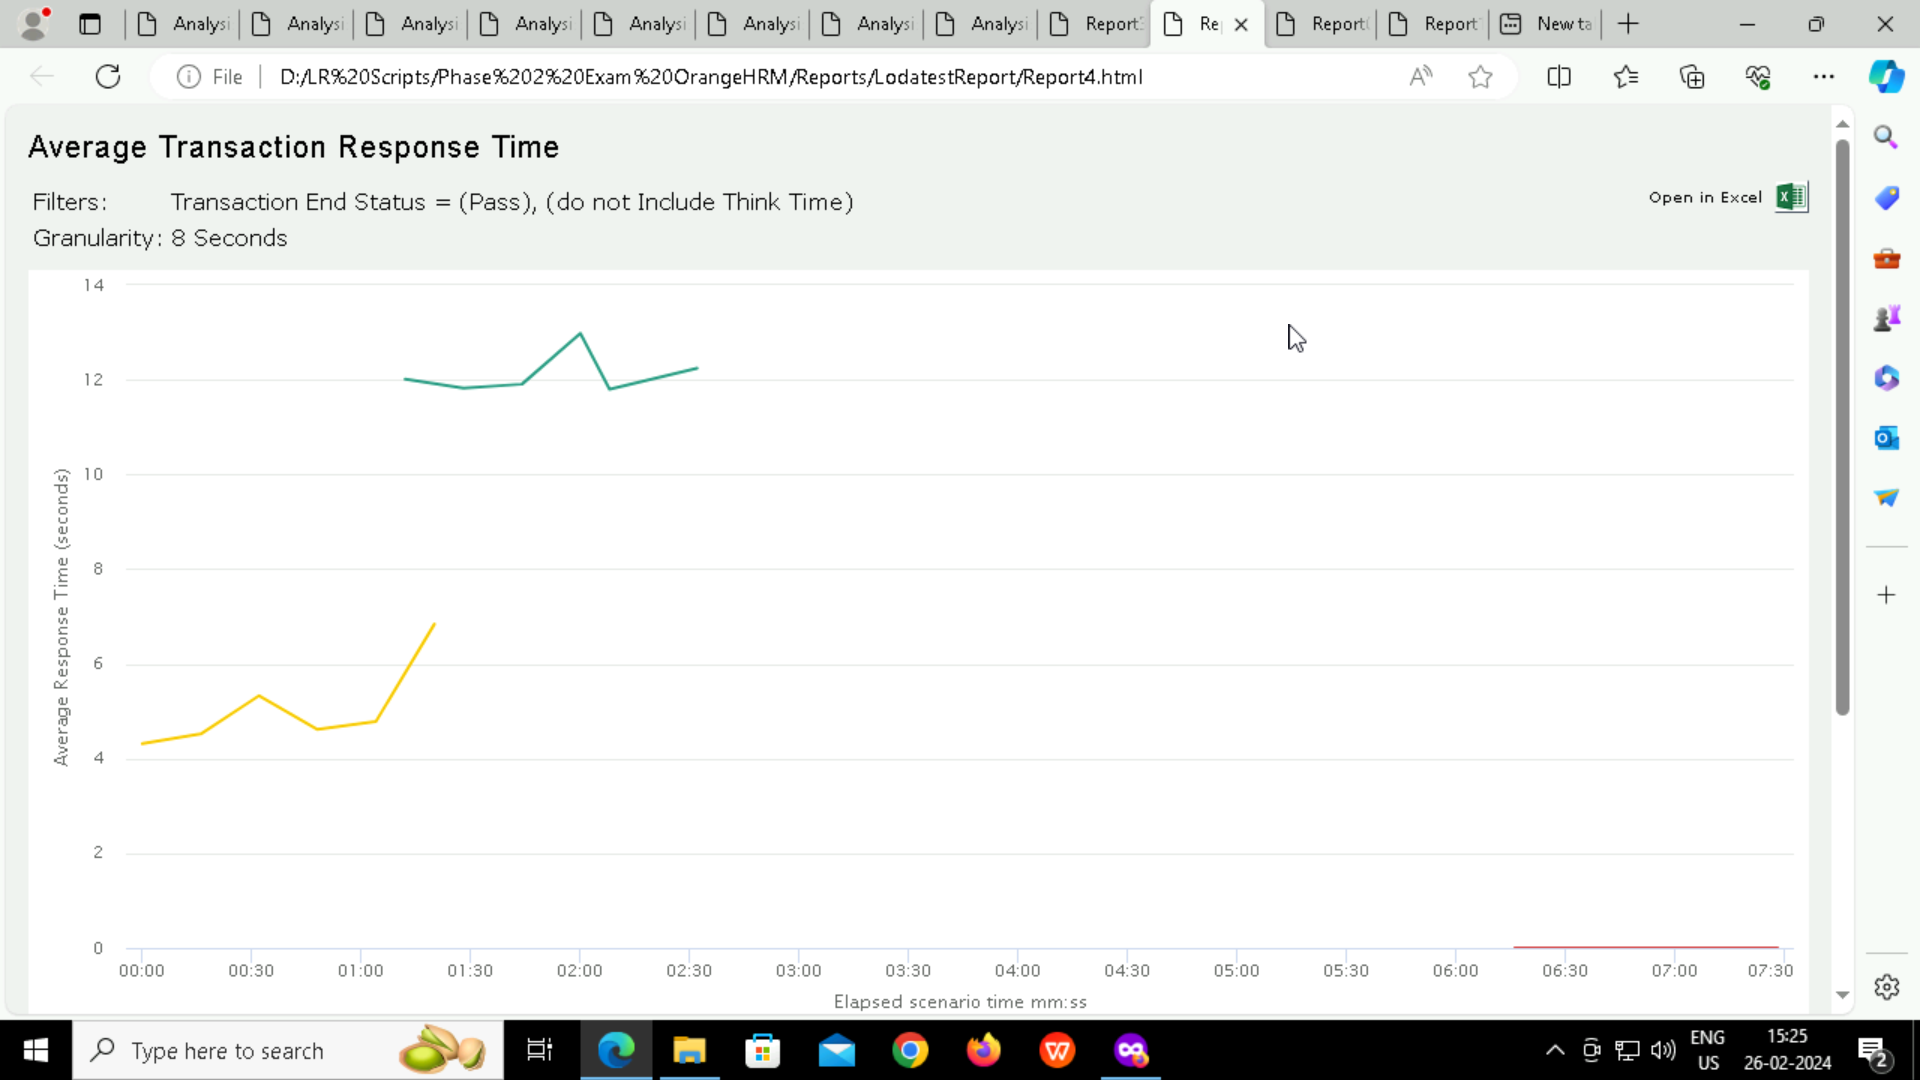 Analysi Analysi Analysi Analysi Analysi Analysi Analysi Analysi Report Re Report Report New ta
File D:/LR%20Scripts/Phase%202%20Exam%20OrangeHRM/Reports/LodatestReport/Report4.html
Average Transaction Response Time
Filters: Transaction End Status = (Pass), (do not Include Think Time)
Open in Excel
Granularity: 8 Seconds
14
12
10
8
6
4
2
0
Average Response Time (seconds)
00:00 00:30 01:00 01:30 02:00 02:30 03:00 03:30 04:00 04:30 05:00 05:30 06:00 06:30 07:00 07:30
Elapsed scenario time mm:ss
Type here to search
ENG
US
15:25
26-02-2024
2